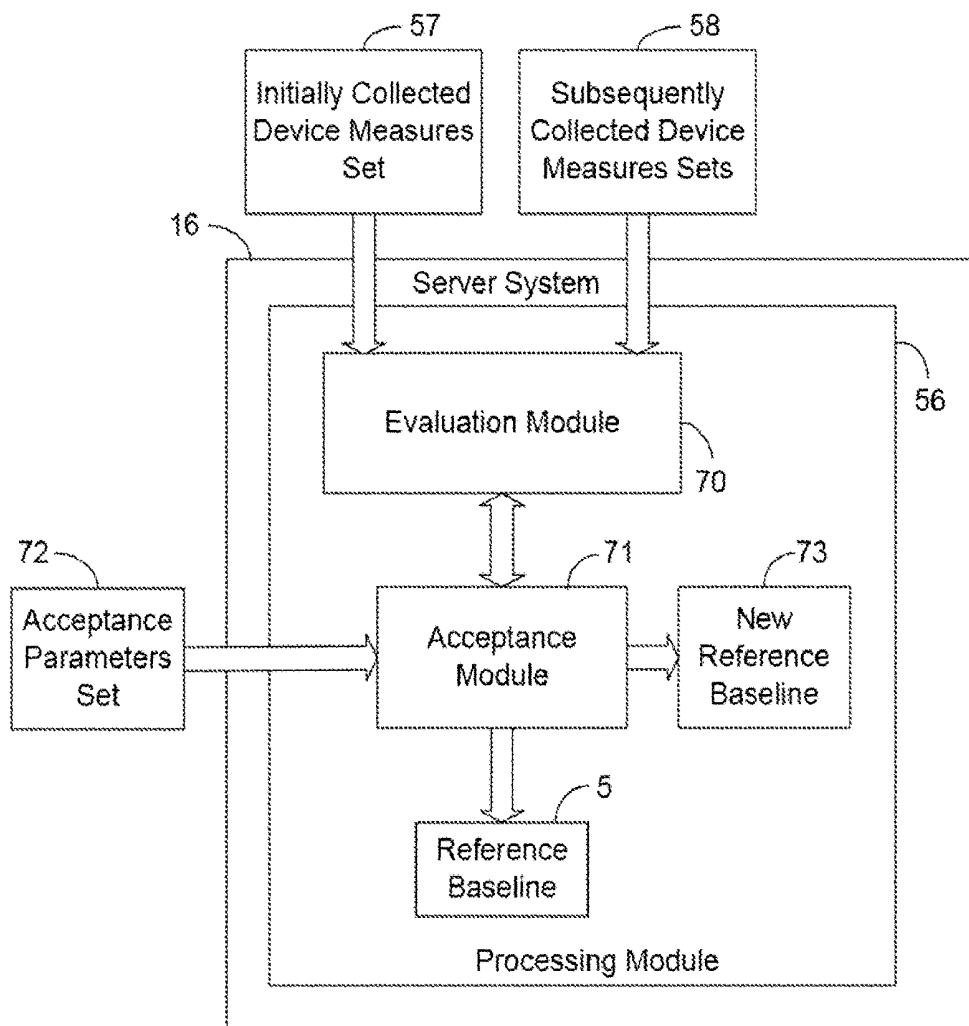 57
58
Initially Collected
Device Measures
Set
Subsequently
Collected Device
Measures Sets
16
Server System
56
Evaluation Module
70
72
71
73
Acceptance
Parameters
Set
Acceptance
Module
New
Reference
Baseline
5
Reference
Baseline
Processing Module